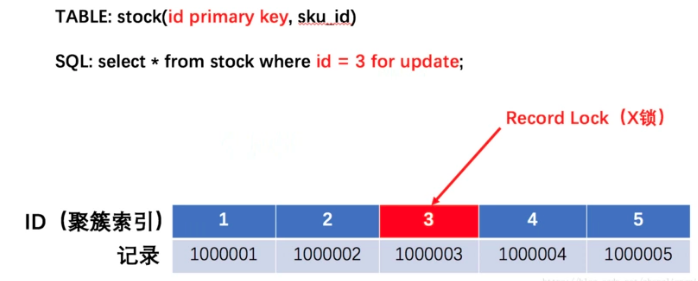 TABLE: stock(id primary key, sku_id)
SQL: select * from stock where id = 3 for update;
Record Lock（X锁）
ID（聚簇索引） 1 2 3 4 5
记录 1000001 1000002 1000003 1000004 1000005